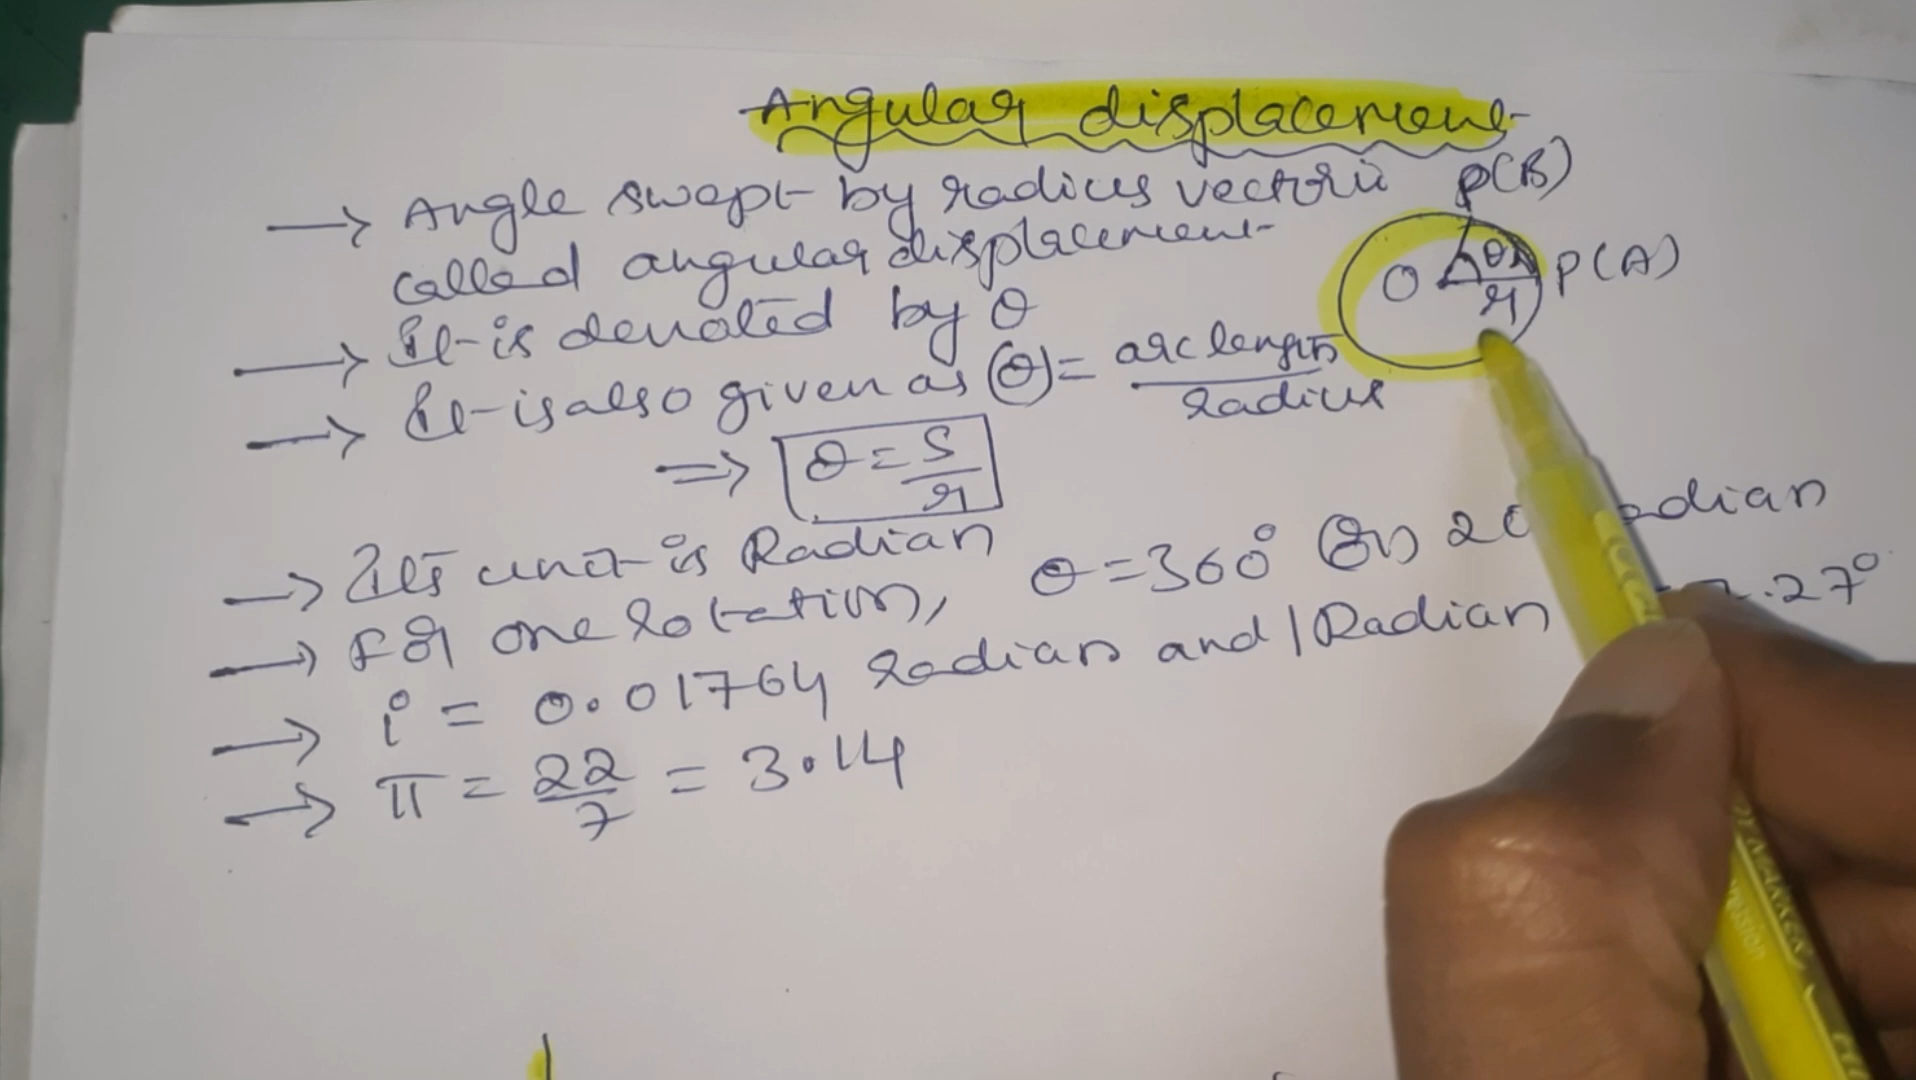 Angular displacement
→ Angle swept by radius vector is
called angular displacement
P(B)
O θ r P(A)
→ It is denoted by θ
→ It is also given as (θ) = arc length / radius
⇒ θ = s/r
→ Its unit is Radian
→ For one rotation, θ = 360° (or) radian
→ 1° = 0.01764 radian and 1 Radian .27°
→ π = 22/7 = 3.14